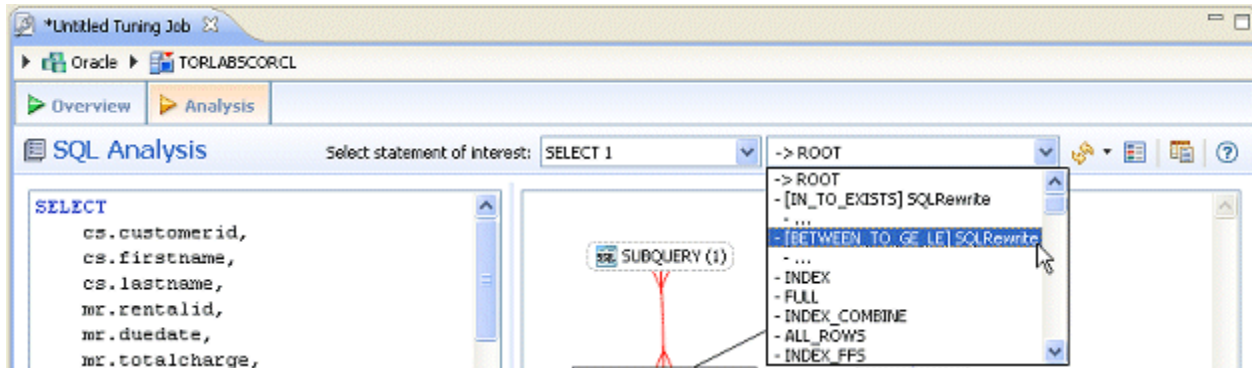 *Untitled Tuning Job
Oracle TORLABSCORCL
Overview Analysis
SQL Analysis Select statement of interest: SELECT 1 -> ROOT
-> ROOT
- [IN_TO_EXISTS] SQLRewrite
- ...
- [BETWEEN_TO_GE_LE] SQLRewrite
- ...
- INDEX
- FULL
- INDEX_COMBINE
- ALL_ROWS
- INDEX_FFS
SELECT
cs.customerid,
cs.firstname,
cs.lastname,
mr.rentalid,
mr.duedate,
mr.totalcharge,
SUBQUERY (1)